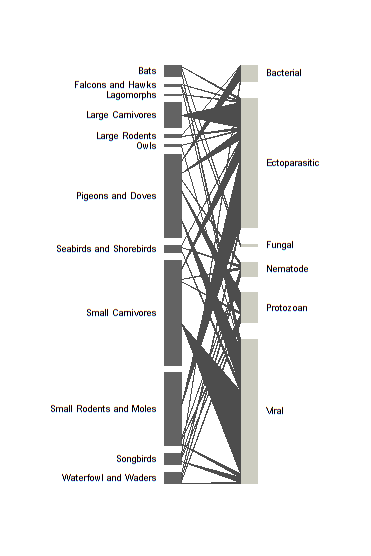 Bats
Falcons and Hawks
Lagomorphs
Large Carnivores
Large Rodents
Owls
Pigeons and Doves
Seabirds and Shorebirds
Small Carnivores
Small Rodents and Moles
Songbirds
Waterfowl and Waders
Bacterial
Ectoparasitic
Fungal
Nematode
Protozoan
Viral